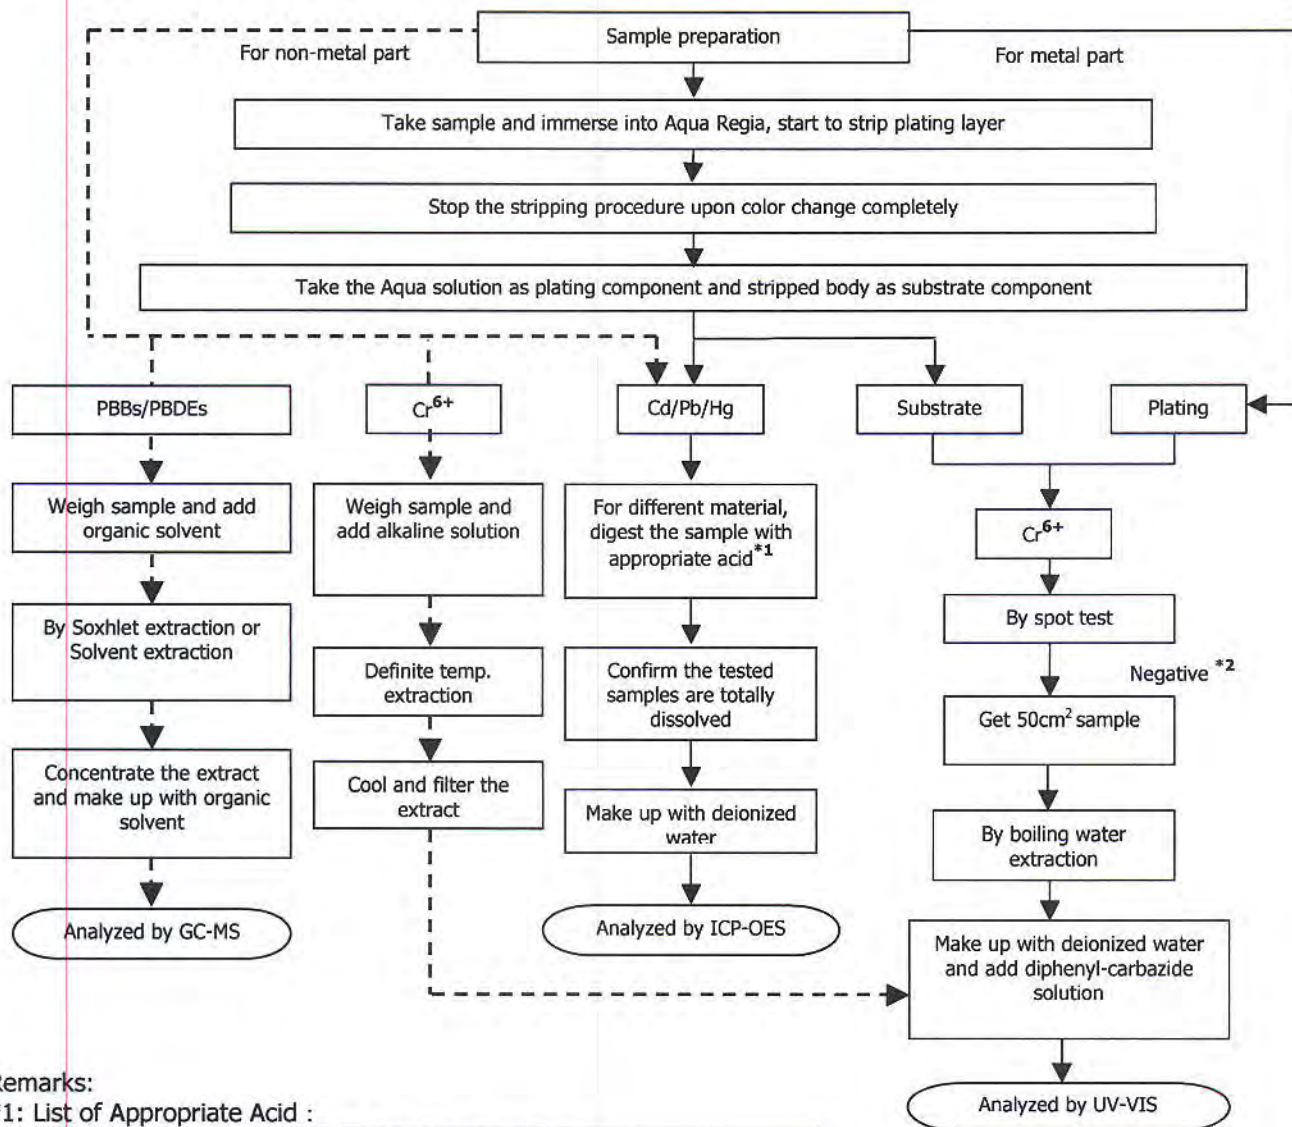 Sample preparation
For non-metal part
For metal part
Take sample and immerse into Aqua Regia, start to strip plating layer
Stop the stripping procedure upon color change completely
Take the Aqua solution as plating component and stripped body as substrate component
PBBs/PBDEs
Cr6+
Cd/Pb/Hg
Substrate
Plating
Weigh sample and add
organic solvent
Weigh sample and
add alkaline solution
For different material,
digest the sample with
appropriate acid*1
Cr6+
By Soxhlet extraction or
Solvent extraction
Definite temp.
extraction
Confirm the tested
samples are totally
dissolved
By spot test
Negative *2
Get 50cm2 sample
Concentrate the extract
and make up with organic
solvent
Cool and filter the
extract
Make up with deionized
water
By boiling water
extraction
Analyzed by GC-MS
Analyzed by ICP-OES
Make up with deionized water
and add diphenyl-carbazide
solution
Analyzed by UV-VIS
Remarks:
*1: List of Appropriate Acid :